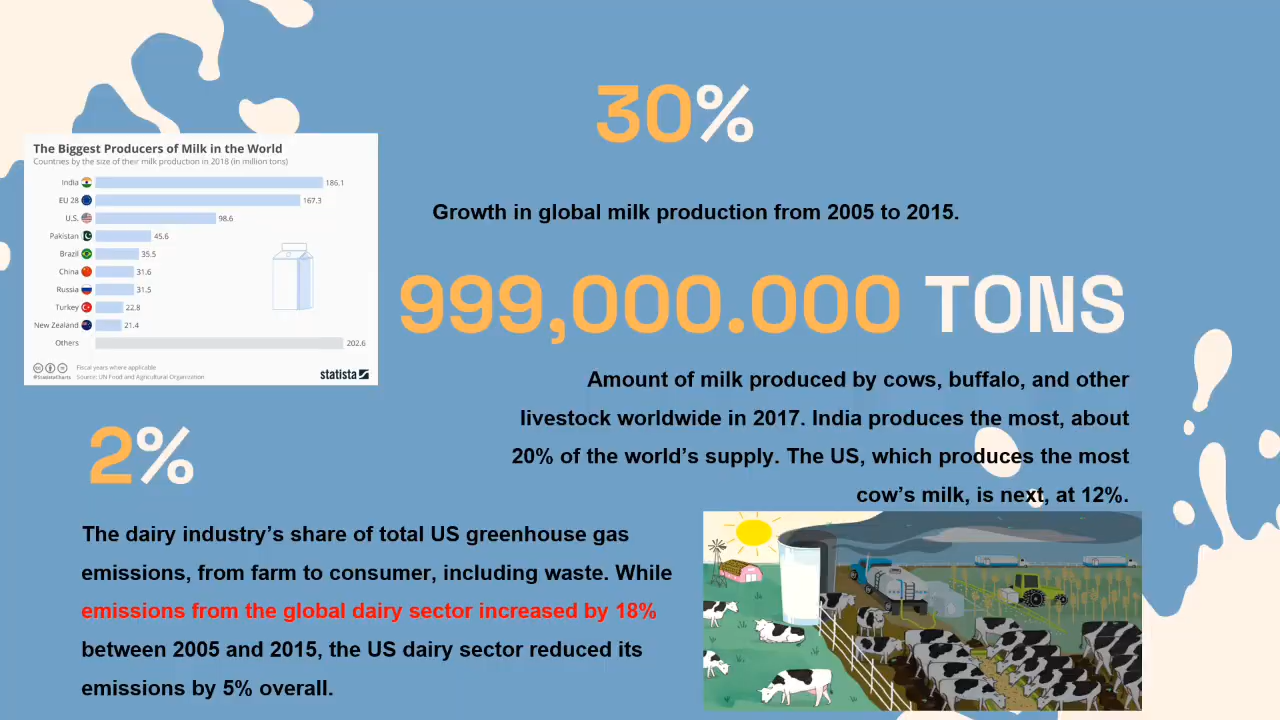 30%
Growth in global milk production from 2005 to 2015.
The Biggest Producers of Milk in the World
Countries by the size of their milk production in 2018 (in million tons)
India 186.1
EU 28 167.3
U.S. 98.6
Pakistan 45.6
Brazil 35.5
China 31.6
Russia 31.5
Turkey 22.8
New Zealand 21.4
Others 202.6
Fiscal years where applicable
@StatistaCharts Source: UN Food and Agricultural Organization
statista
999,000.000 TONS
Amount of milk produced by cows, buffalo, and other
livestock worldwide in 2017. India produces the most, about
20% of the world’s supply. The US, which produces the most
cow’s milk, is next, at 12%.
2%
The dairy industry’s share of total US greenhouse gas
emissions, from farm to consumer, including waste. While
emissions from the global dairy sector increased by 18%
between 2005 and 2015, the US dairy sector reduced its
emissions by 5% overall.